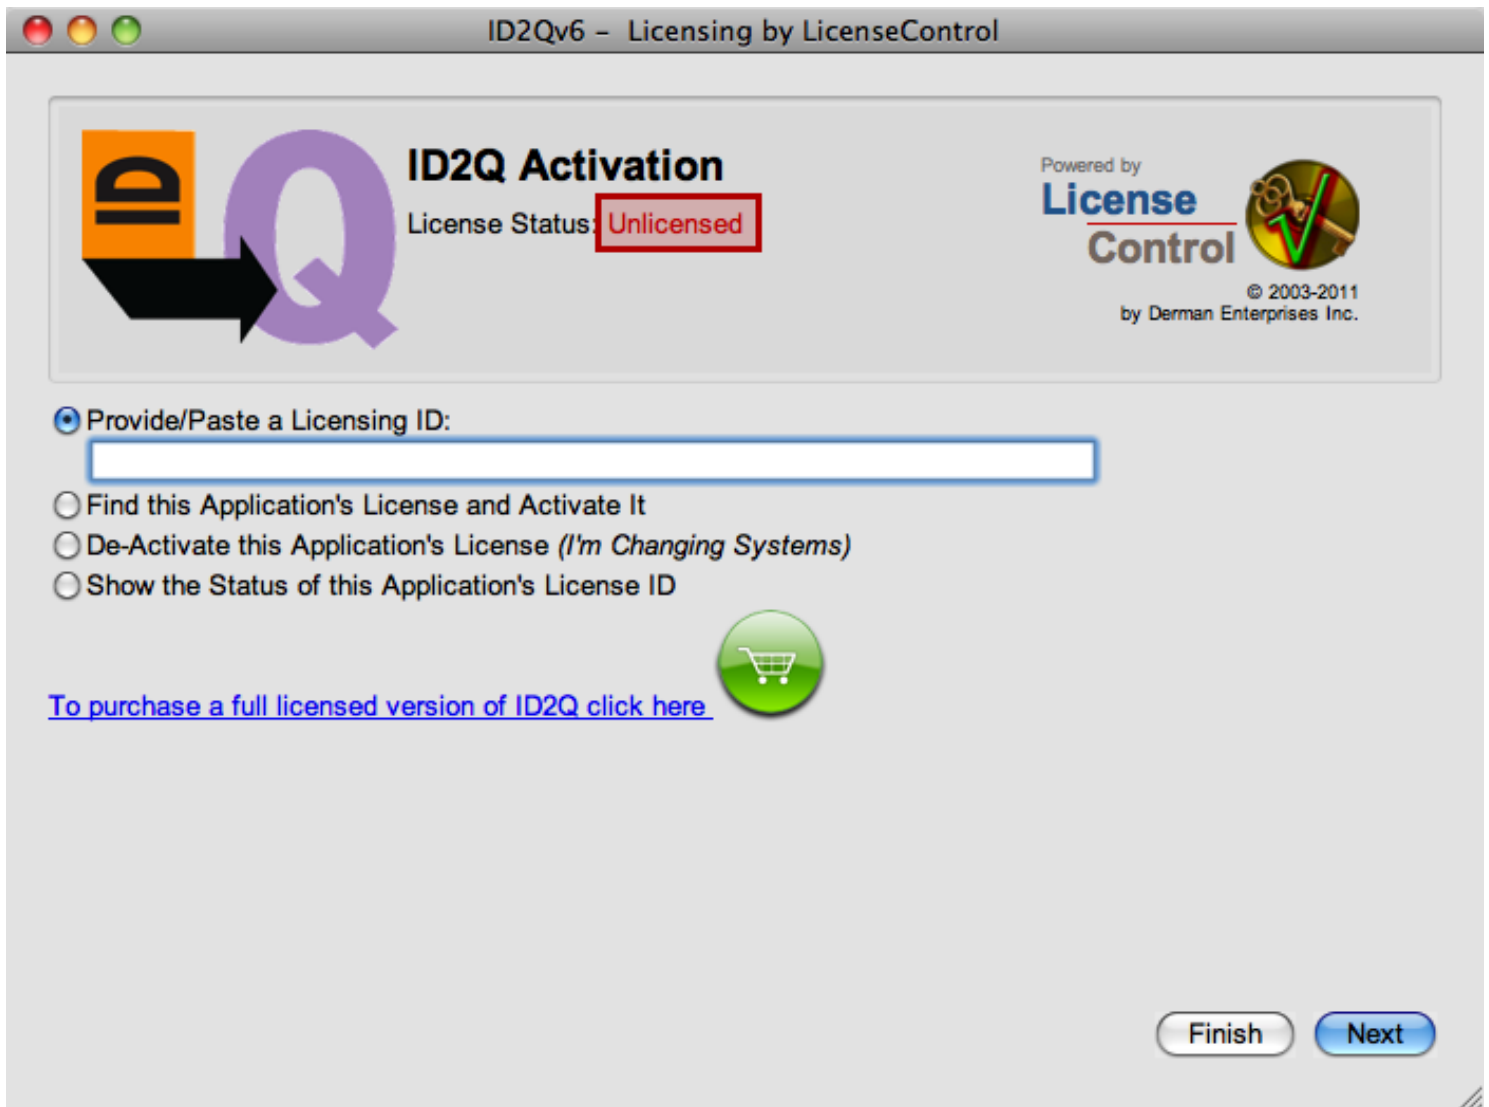 ID2Qv6 – Licensing by LicenseControl
ID
Q
ID2Q Activation
License Status: Unlicensed
Powered by
License
Control
© 2003-2011
by Derman Enterprises Inc.
Provide/Paste a Licensing ID:
Find this Application's License and Activate It
De-Activate this Application's License (I'm Changing Systems)
Show the Status of this Application's License ID
To purchase a full licensed version of ID2Q click here
Finish
Next